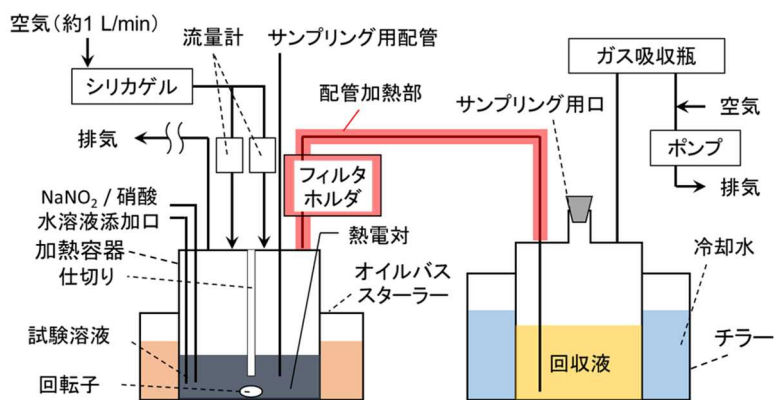 空気(約1 L/min)
流量計
サンプリング用配管
シリカゲル
配管加熱部
排気
フィルタ
ホルダ
NaNO₂ / 硝酸
水溶液添加口
加熱容器
仕切り
熱電対
オイルバス
スターラー
試験溶液
回転子
サンプリング用口
ガス吸収瓶
空気
ポンプ
排気
冷却水
チラー
回収液